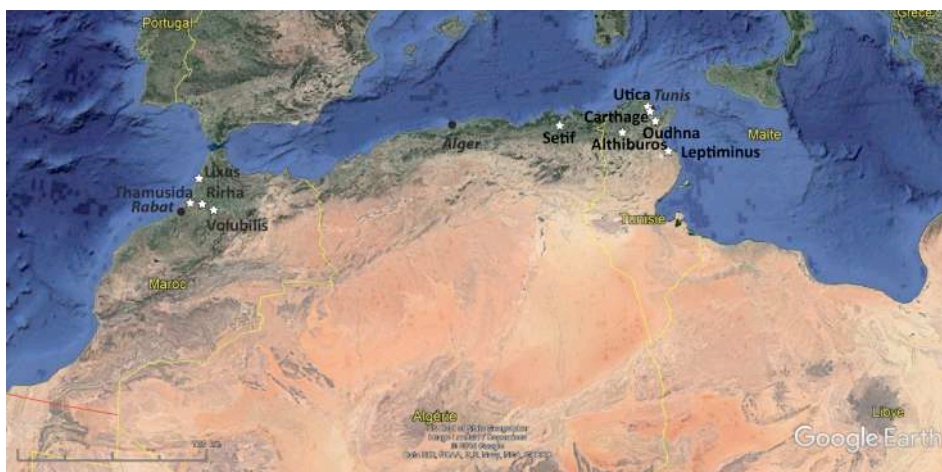 Portugal
Grèce
Utica Tunis
Carthage
Setif
Oudhna
Malte
Alger
Althiburos
Leptiminus
Lixus
Thamusida Rirha
Rabat
Volubilis
Tunisie
Maroc
Algérie
Libye
Google Earth